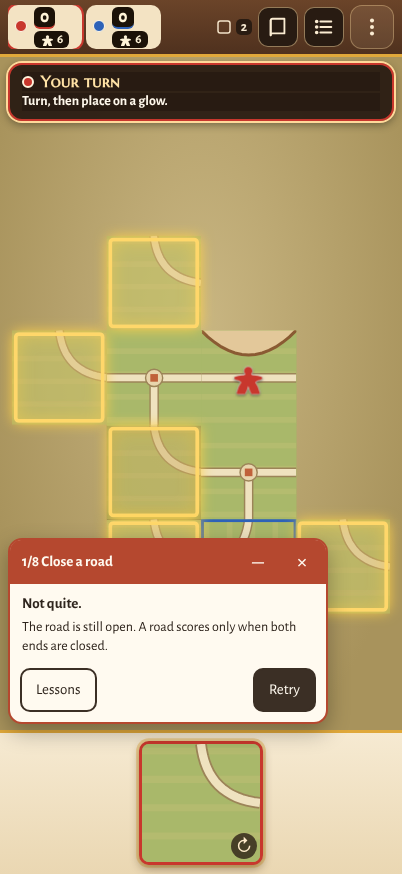 0
6
0
6
2
Your turn
Turn, then place on a glow.
1/8 Close a road
Not quite.
The road is still open. A road scores only when both
ends are closed.
Lessons
Retry